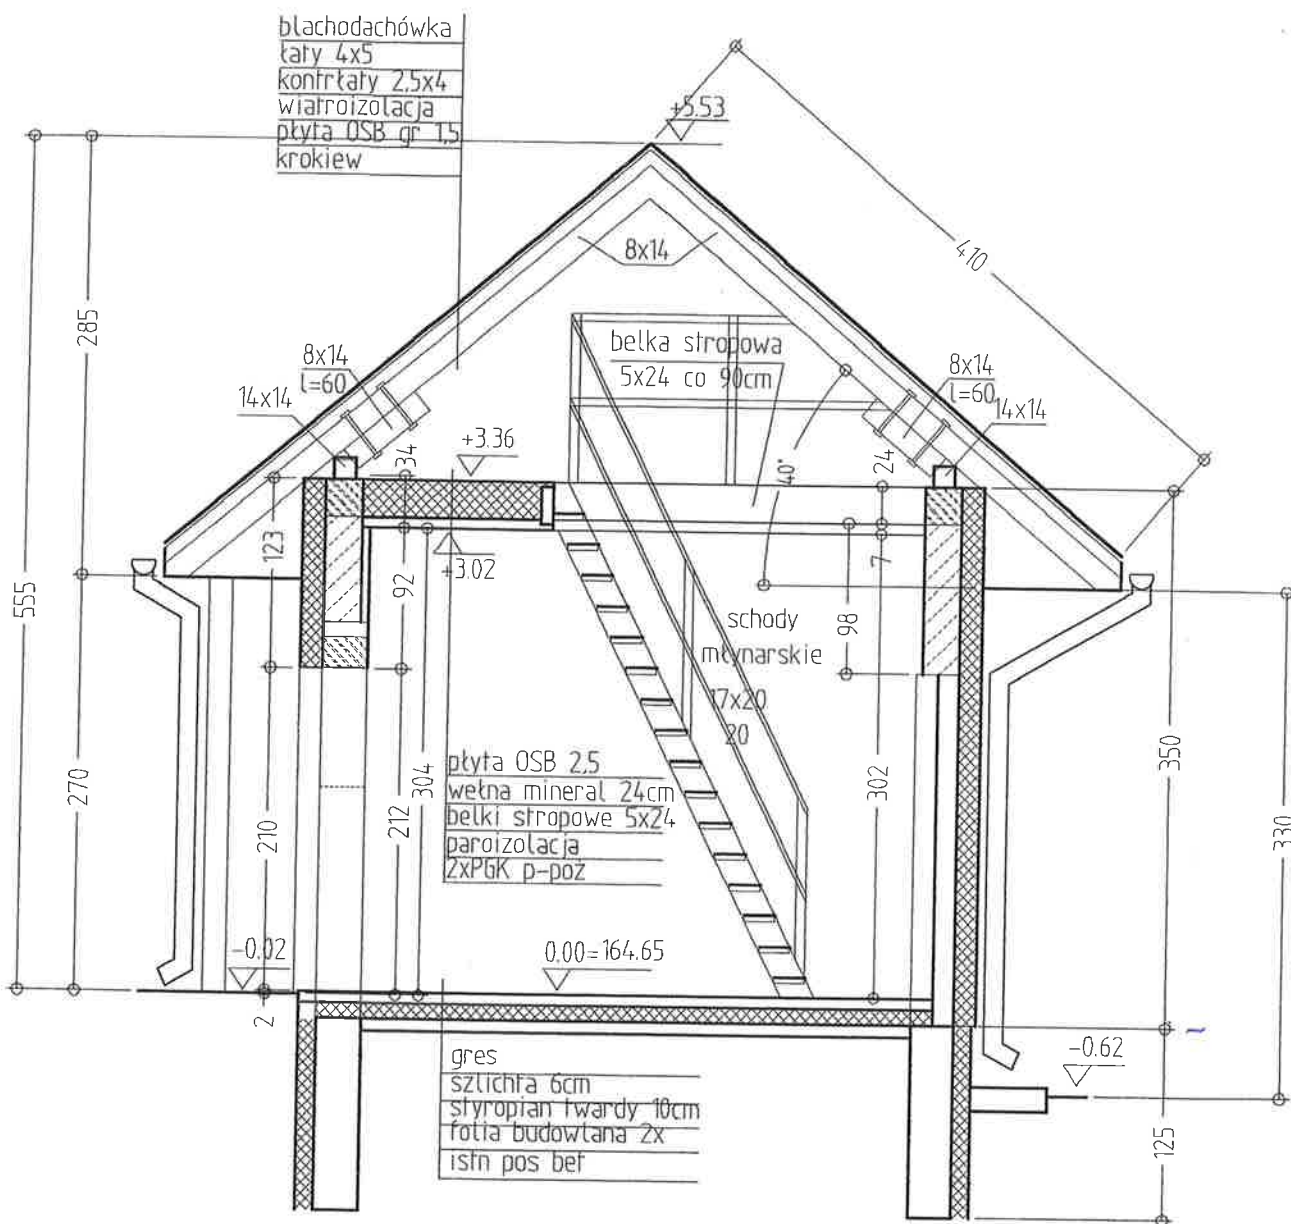 blachodachówka
łaty 4x5
kontrłaty 2,5x4
wiatroizolacja
płyta OSB gr 1,5
krokiew
+5.53
410
8x14
285
8x14
l=60
14x14
belka stropowa
5x24 co 90cm
8x14
l=60
14x14
+3.36
34
24
40°
123
92
+3.02
7
98
555
schody
młynarskie
17x20
20
270
210
212
304
302
350
330
płyta OSB 2,5
wełna mineral 24cm
belki stropowe 5x24
paroizolacja
2xPGK p-poż
-0.02
0.00=164.65
2
-0.62
gres
szlichta 6cm
styropian twardy 10cm
folia budowlana 2x
istn pos bet
125